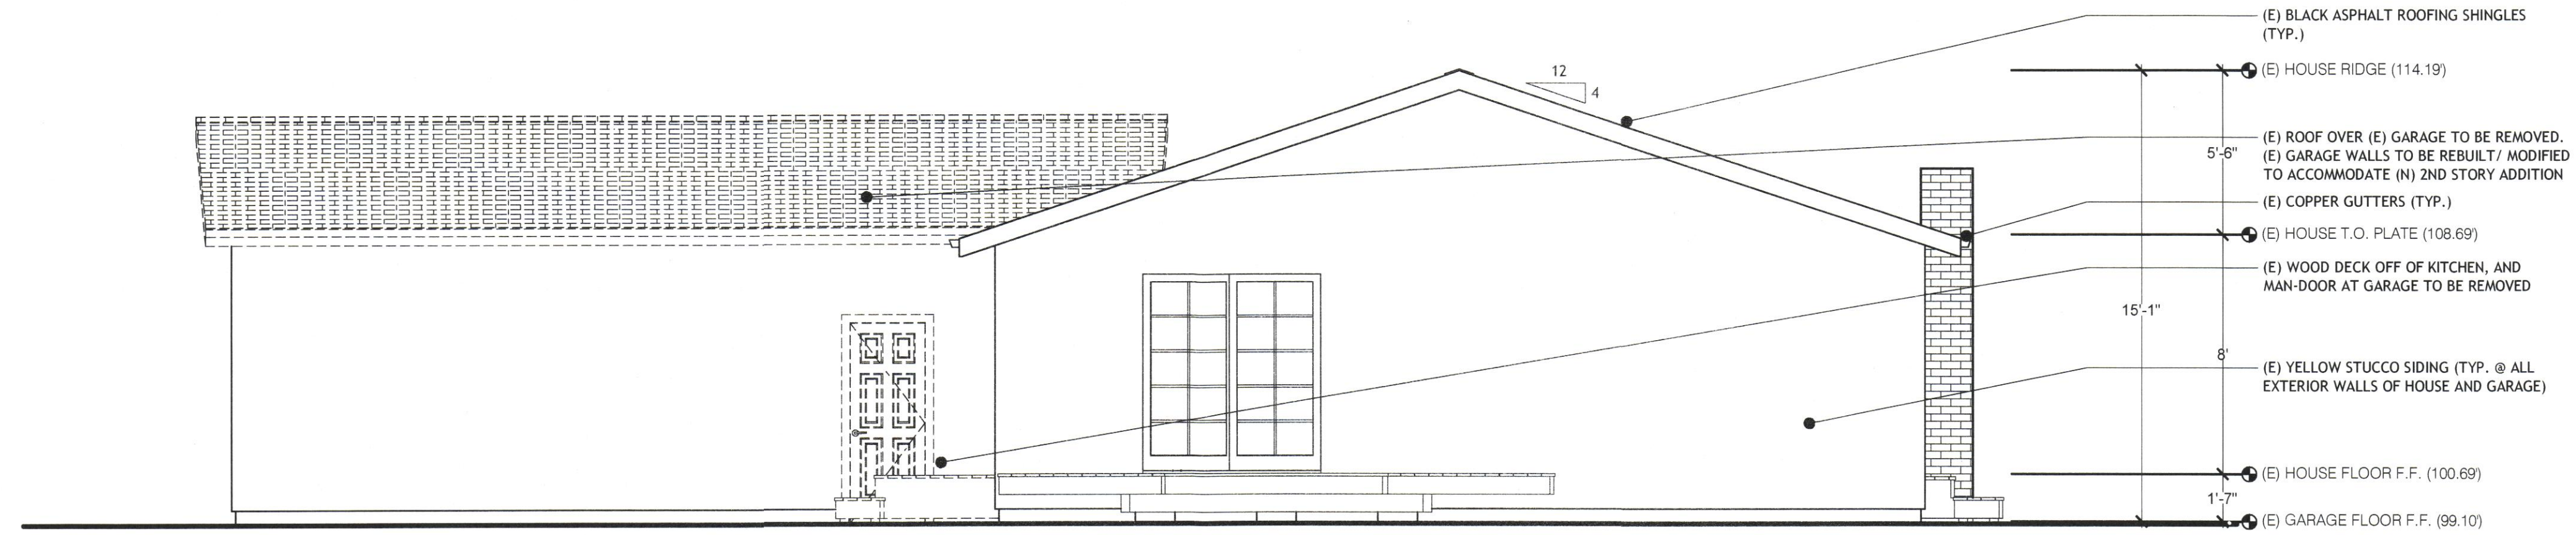 (E) BLACK ASPHALT ROOFING SHINGLES
(TYP.)
12
4
(E) HOUSE RIDGE (114.19')
(E) ROOF OVER (E) GARAGE TO BE REMOVED.
(E) GARAGE WALLS TO BE REBUILT/ MODIFIED
TO ACCOMMODATE (N) 2ND STORY ADDITION
5'-6"
(E) COPPER GUTTERS (TYP.)
(E) HOUSE T.O. PLATE (108.69')
(E) WOOD DECK OFF OF KITCHEN, AND
MAN-DOOR AT GARAGE TO BE REMOVED
15'-1"
8'
(E) YELLOW STUCCO SIDING (TYP. @ ALL
EXTERIOR WALLS OF HOUSE AND GARAGE)
(E) HOUSE FLOOR F.F. (100.69')
1'-7"
(E) GARAGE FLOOR F.F. (99.10')